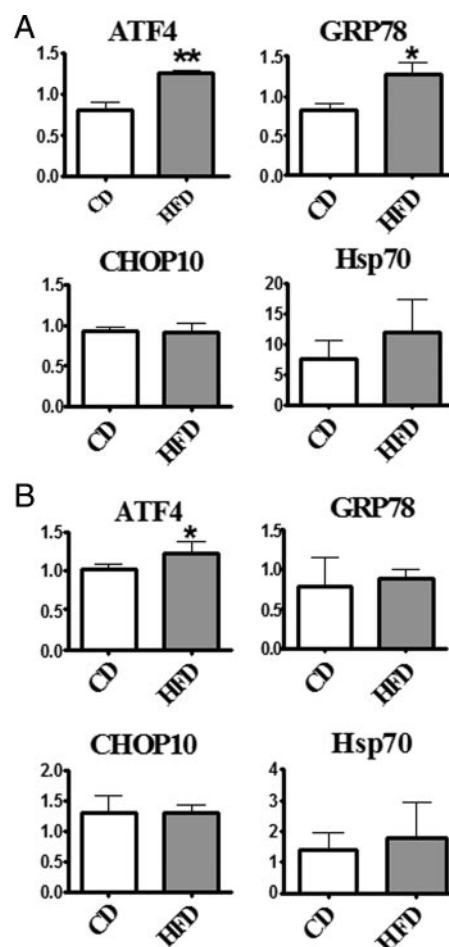 A
ATF4
GRP78
1.5
1.0
0.5
0.0
**
CD
HFD
1.5
1.0
0.5
0.0
*
CD
HFD
CHOP10
Hsp70
1.5
1.0
0.5
0.0
CD
HFD
20
15
10
5
0
CD
HFD
B
ATF4
GRP78
1.5
1.0
0.5
0.0
*
CD
HFD
1.5
1.0
0.5
0.0
CD
HFD
CHOP10
Hsp70
2.0
1.5
1.0
0.5
0.0
CD
HFD
4
3
2
1
0
CD
HFD